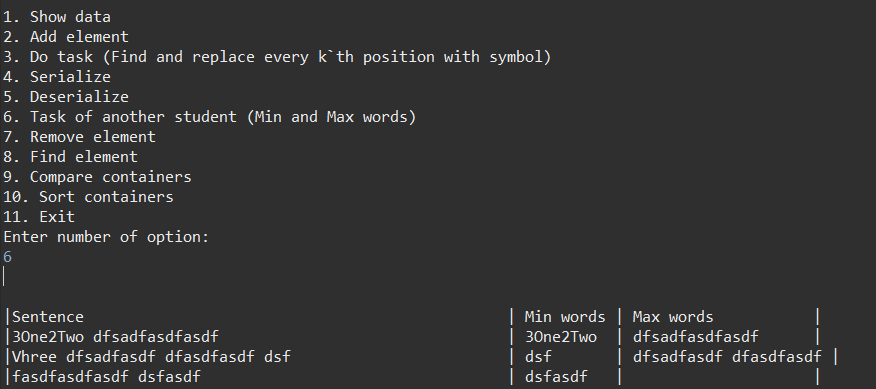 1. Show data
2. Add element
3. Do task (Find and replace every k`th position with symbol)
4. Serialize
5. Deserialize
6. Task of another student (Min and Max words)
7. Remove element
8. Find element
9. Compare containers
10. Sort containers
11. Exit
Enter number of option:
6
|Sentence | Min words | Max words |
|3One2Two dfsadfasdfasdf | 3One2Two | dfsadfasdfasdf |
|Vhree dfsadfasdf dfasdfasdf dsf | dsf | dfsadfasdf dfasdfasdf |
|fasdfasdfasdf dsfasdf | dsfasdf | |